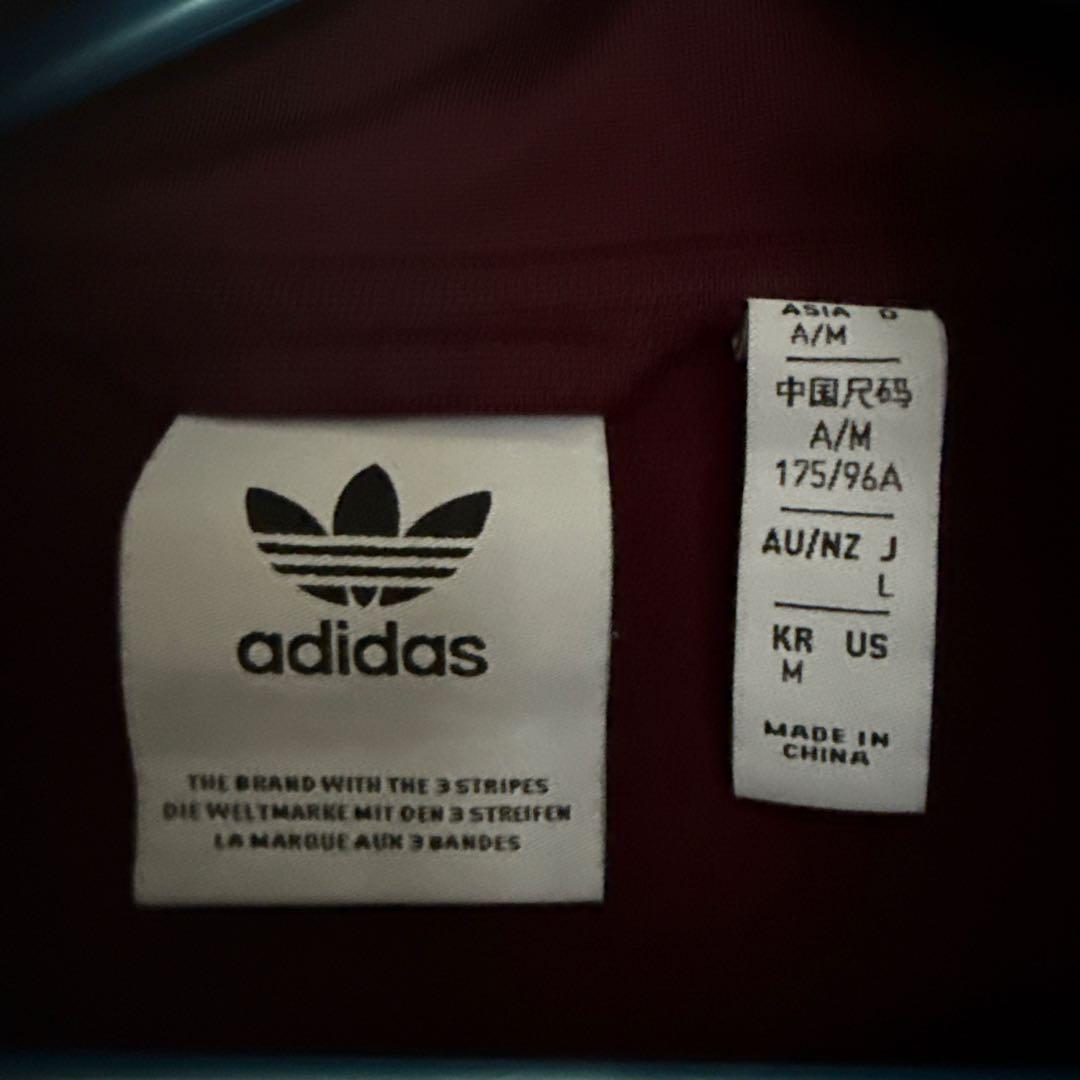 adidas
THE BRAND WITH THE 3 STRIPES
DIE WELTMARKE MIT DEN 3 STREIFEN
LA MARQUE AUX 3 BANDES
ASIA
A/M
中国尺码
A/M
175/96A
AU/NZ J
L
KR US
M
MADE IN
CHINA